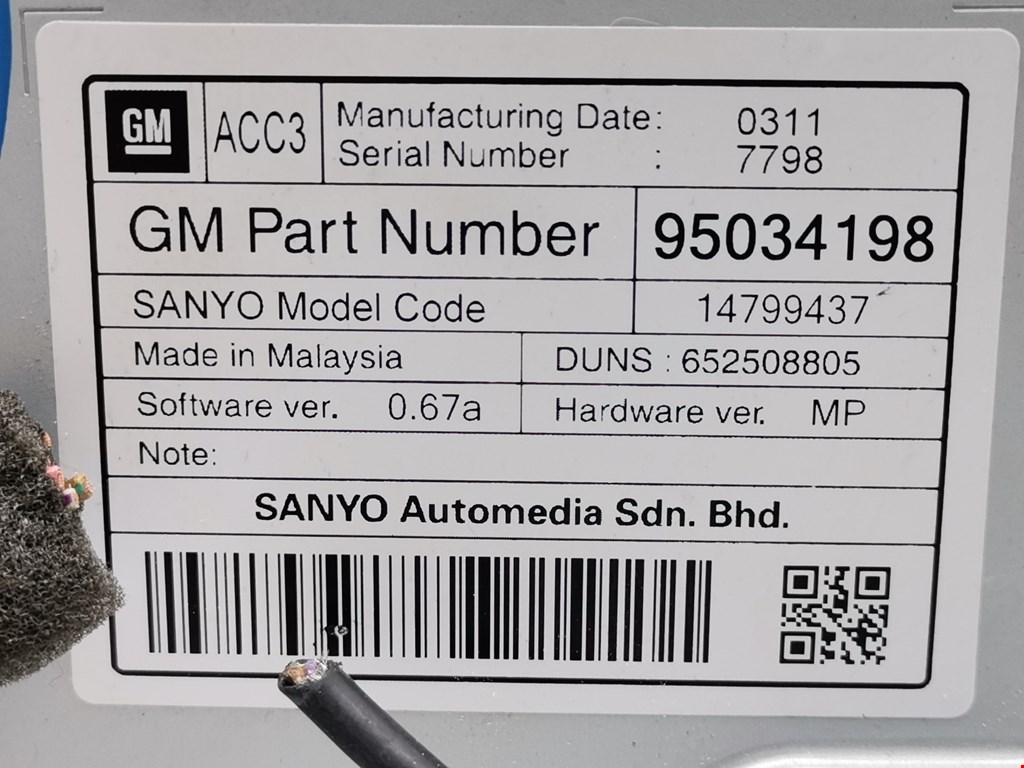 GM ACC3 Manufacturing Date: 0311
Serial Number : 7798
GM Part Number 95034198
SANYO Model Code 14799437
Made in Malaysia DUNS : 652508805
Software ver. 0.67a Hardware ver. MP
Note:
SANYO Automedia Sdn. Bhd.